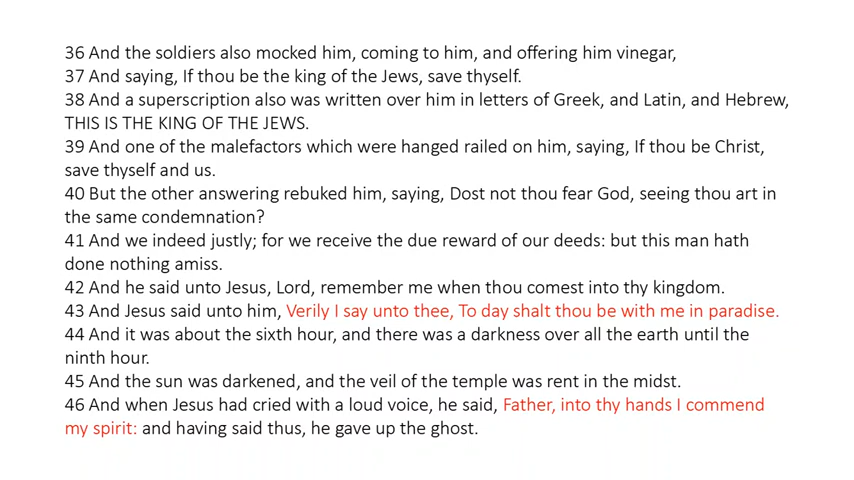 36 And the soldiers also mocked him, coming to him, and offering him vinegar,
37 And saying, If thou be the king of the Jews, save thyself.
38 And a superscription also was written over him in letters of Greek, and Latin, and Hebrew,
THIS IS THE KING OF THE JEWS.
39 And one of the malefactors which were hanged railed on him, saying, If thou be Christ,
save thyself and us.
40 But the other answering rebuked him, saying, Dost not thou fear God, seeing thou art in
the same condemnation?
41 And we indeed justly; for we receive the due reward of our deeds: but this man hath
done nothing amiss.
42 And he said unto Jesus, Lord, remember me when thou comest into thy kingdom.
43 And Jesus said unto him, Verily I say unto thee, To day shalt thou be with me in paradise.
44 And it was about the sixth hour, and there was a darkness over all the earth until the
ninth hour.
45 And the sun was darkened, and the veil of the temple was rent in the midst.
46 And when Jesus had cried with a loud voice, he said, Father, into thy hands I commend
my spirit: and having said thus, he gave up the ghost.